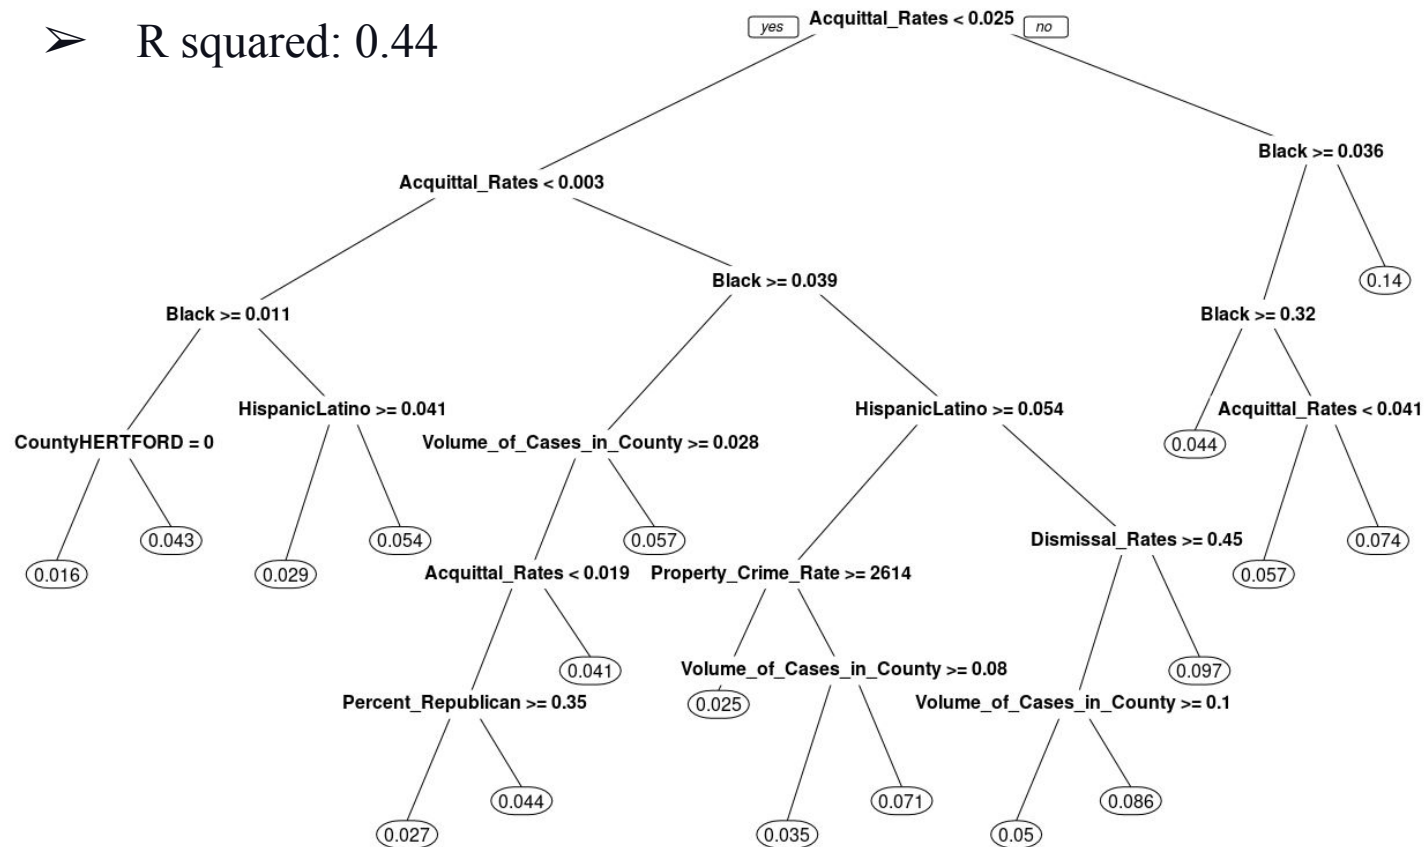 ➢ R squared: 0.44
yes Acquittal_Rates < 0.025 no
Black >= 0.036
Acquittal_Rates < 0.003
Black >= 0.039
0.14
Black >= 0.011
Black >= 0.32
HispanicLatino >= 0.041
HispanicLatino >= 0.054
Acquittal_Rates < 0.041
CountyHERTFORD = 0
Volume_of_Cases_in_County >= 0.028
0.044
0.043
0.054
0.057
Dismissal_Rates >= 0.45
0.074
0.016
0.029
Acquittal_Rates < 0.019
Property_Crime_Rate >= 2614
0.057
0.041
Volume_of_Cases_in_County >= 0.08
0.097
Percent_Republican >= 0.35
0.025
Volume_of_Cases_in_County >= 0.1
0.044
0.071
0.086
0.027
0.035
0.05